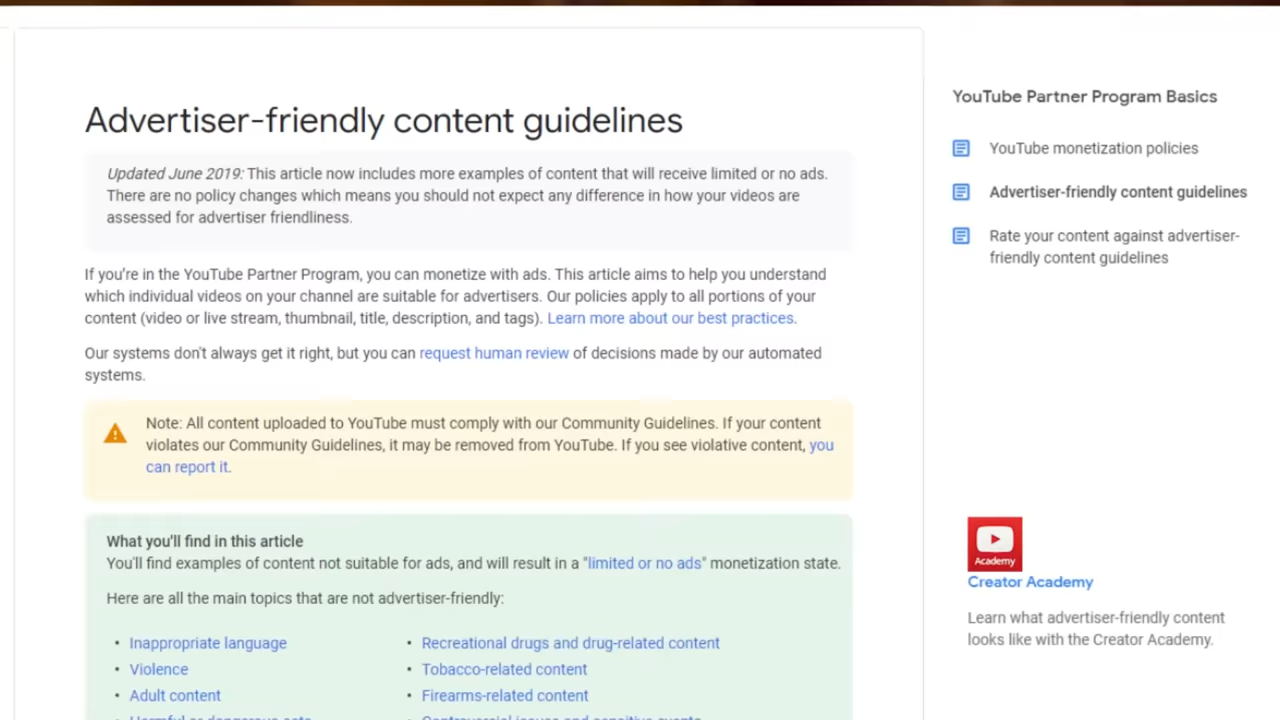 Advertiser-friendly content guidelines
Updated June 2019: This article now includes more examples of content that will receive limited or no ads.
There are no policy changes which means you should not expect any difference in how your videos are
assessed for advertiser friendliness.
If you're in the YouTube Partner Program, you can monetize with ads. This article aims to help you understand
which individual videos on your channel are suitable for advertisers. Our policies apply to all portions of your
content (video or live stream, thumbnail, title, description, and tags). Learn more about our best practices.
Our systems don't always get it right, but you can request human review of decisions made by our automated
systems.
Note: All content uploaded to YouTube must comply with our Community Guidelines. If your content
violates our Community Guidelines, it may be removed from YouTube. If you see violative content, you
can report it.
What you'll find in this article
You'll find examples of content not suitable for ads, and will result in a "limited or no ads" monetization state.
Here are all the main topics that are not advertiser-friendly:
• Inappropriate language
• Violence
• Adult content
• Harmful or dangerous acts
• Recreational drugs and drug-related content
• Tobacco-related content
• Firearms-related content
• Controversial issues and sensitive events
YouTube Partner Program Basics
YouTube monetization policies
Advertiser-friendly content guidelines
Rate your content against advertiser-
friendly content guidelines
Academy
Creator Academy
Learn what advertiser-friendly content
looks like with the Creator Academy.